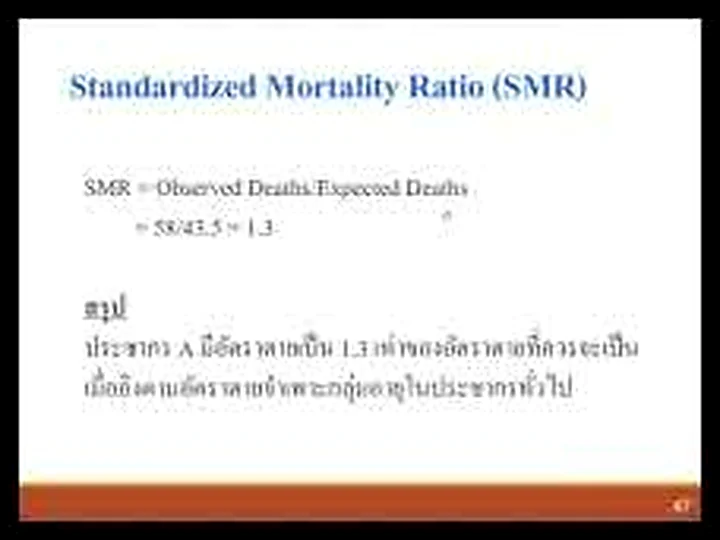 Standardized Mortality Ratio (SMR)
SMR = Observed Deaths/Expected Deaths
= 58/43.5 = 1.3
สรุป
ประชากร A มีอัตราตายเป็น 1.3 เท่าของอัตราตายที่ควรจะเป็น
เมื่ออิงตามอัตราตายจำเพาะกลุ่มอายุในประชากรทั่วไป